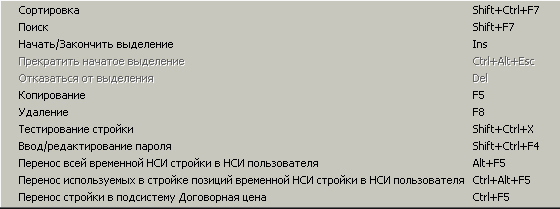 Сортировка Shift+Ctrl+F7
Поиск Shift+F7
Начать/Закончить выделение Ins
Прекратить начатое выделение Ctrl+Alt+Esc
Отказаться от выделения Del
Копирование F5
Удаление F8
Тестирование стройки Shift+Ctrl+X
Ввод/редактирование пароля Shift+Ctrl+F4
Перенос всей временной НСИ стройки в НСИ пользователя Alt+F5
Перенос используемых в стройке позиций временной НСИ стройки в НСИ пользователя Ctrl+Alt+F5
Перенос стройки в подсистему Договорная цена Ctrl+F5